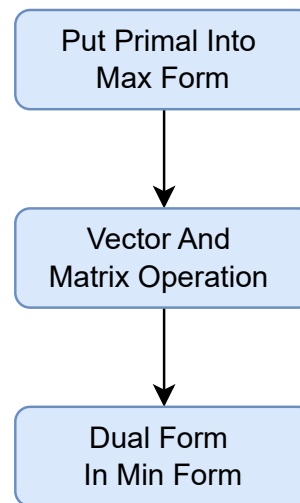 Put Primal Into
Max Form
Vector And
Matrix Operation
Dual Form
In Min Form